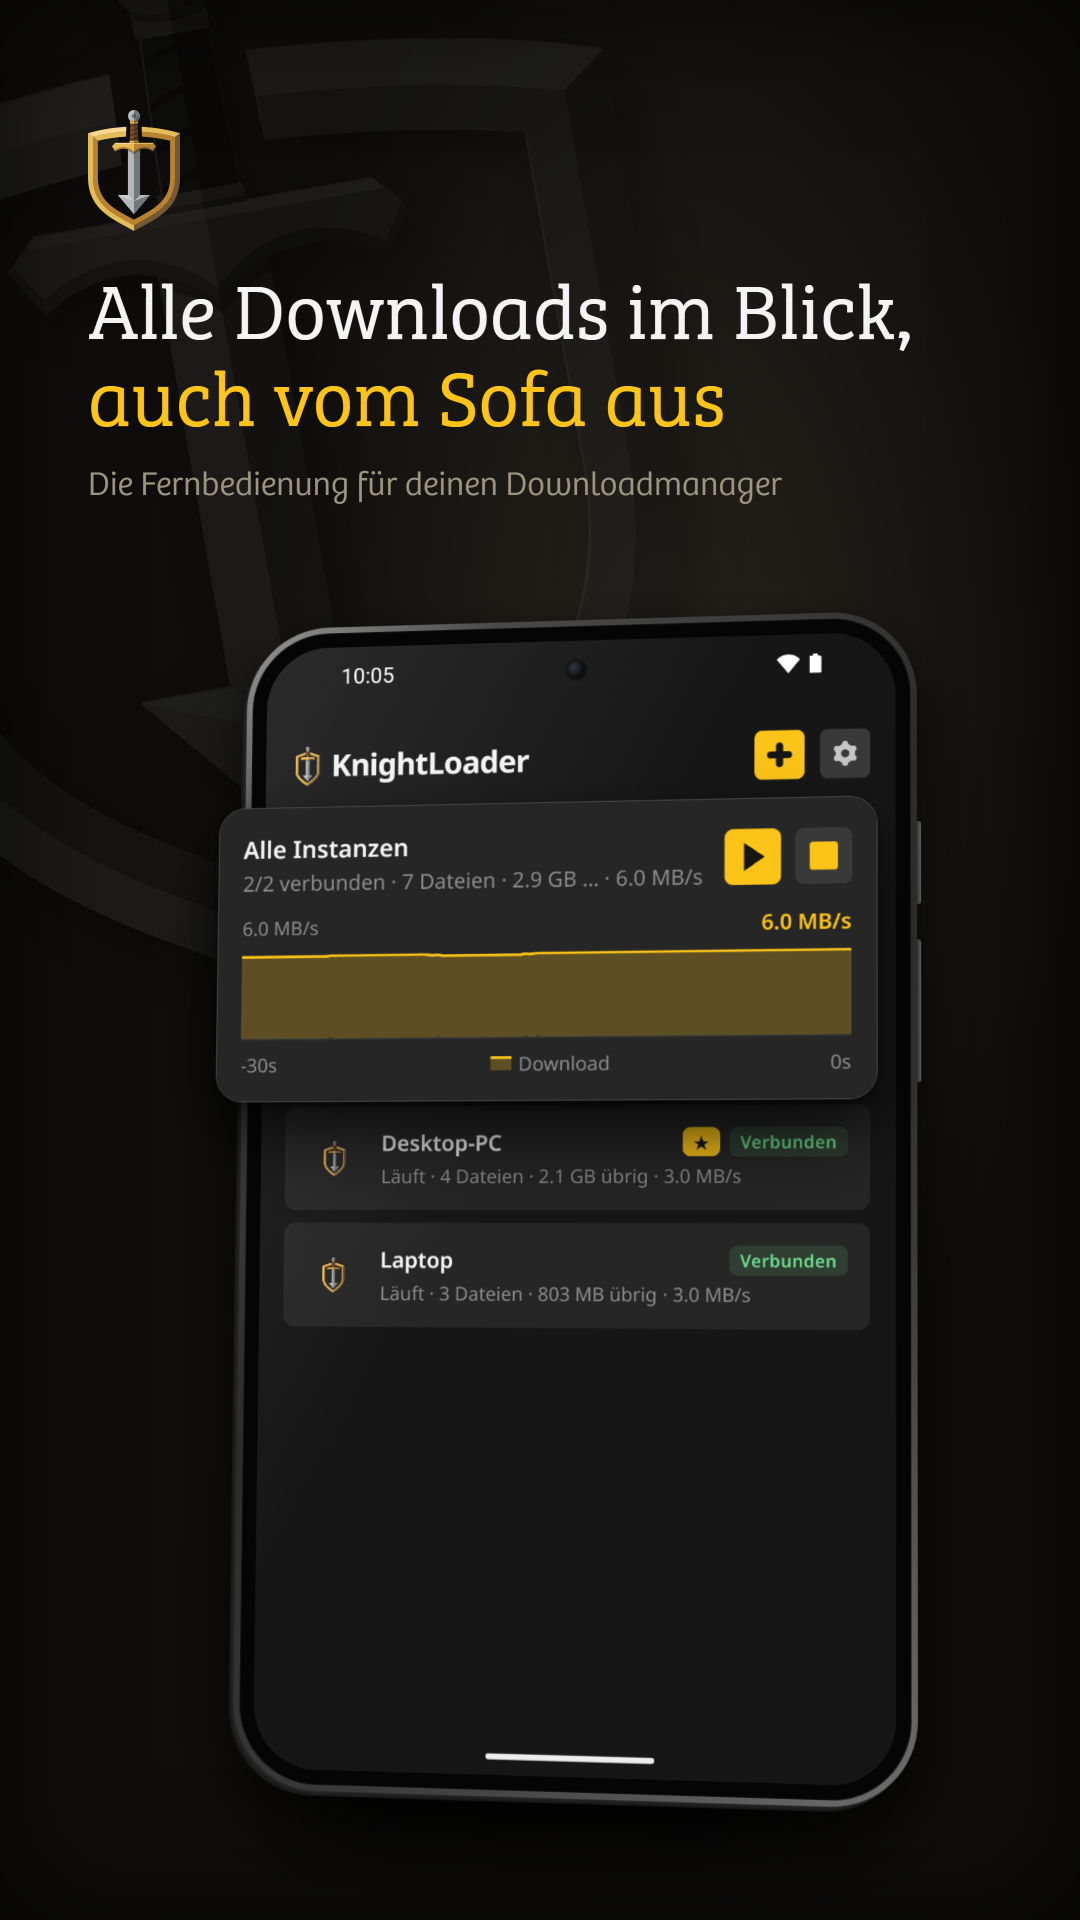 Alle Downloads im Blick,
auch vom Sofa aus
Die Fernbedienung für deinen Downloadmanager
10:05
KnightLoader
Alle Instanzen
2/2 verbunden · 7 Dateien · 2.9 GB ... · 6.0 MB/s
6.0 MB/s
6.0 MB/s
-30s
Download
0s
Desktop-PC
Verbunden
Läuft · 4 Dateien · 2.1 GB übrig · 3.0 MB/s
Laptop
Verbunden
Läuft · 3 Dateien · 803 MB übrig · 3.0 MB/s